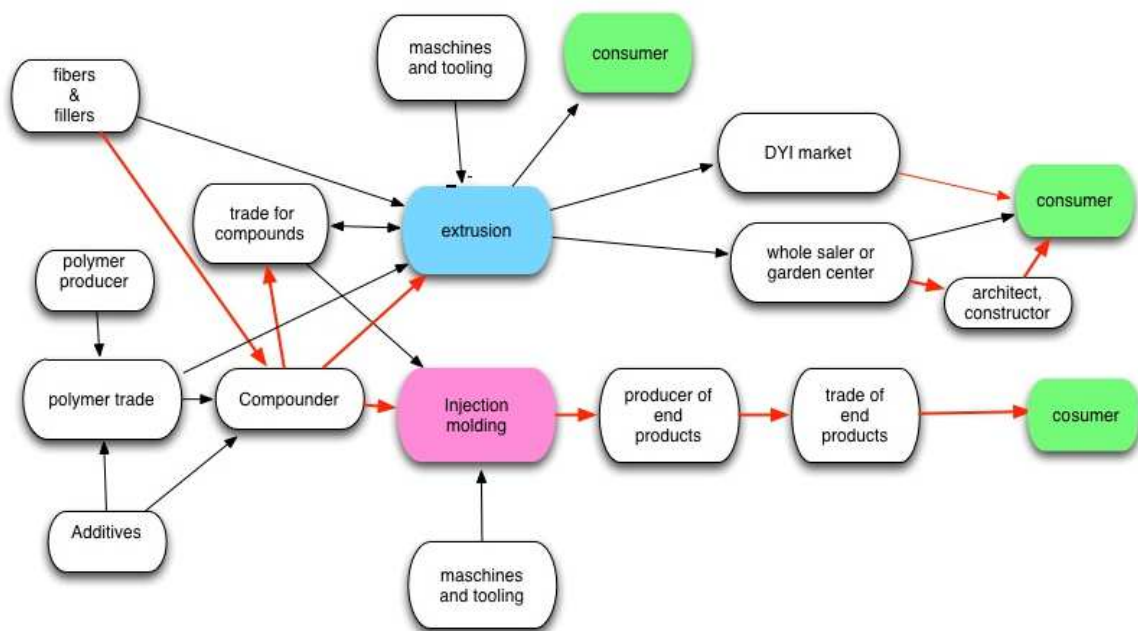 maschines
and tooling
consumer
fibers
&
fillers
DYI market
trade for
compounds
extrusion
consumer
whole saler or
garden center
polymer
producer
architect,
constructor
polymer trade
Compounder
Injection
molding
producer of
end
products
trade of
end
products
cosumer
Additives
maschines
and tooling